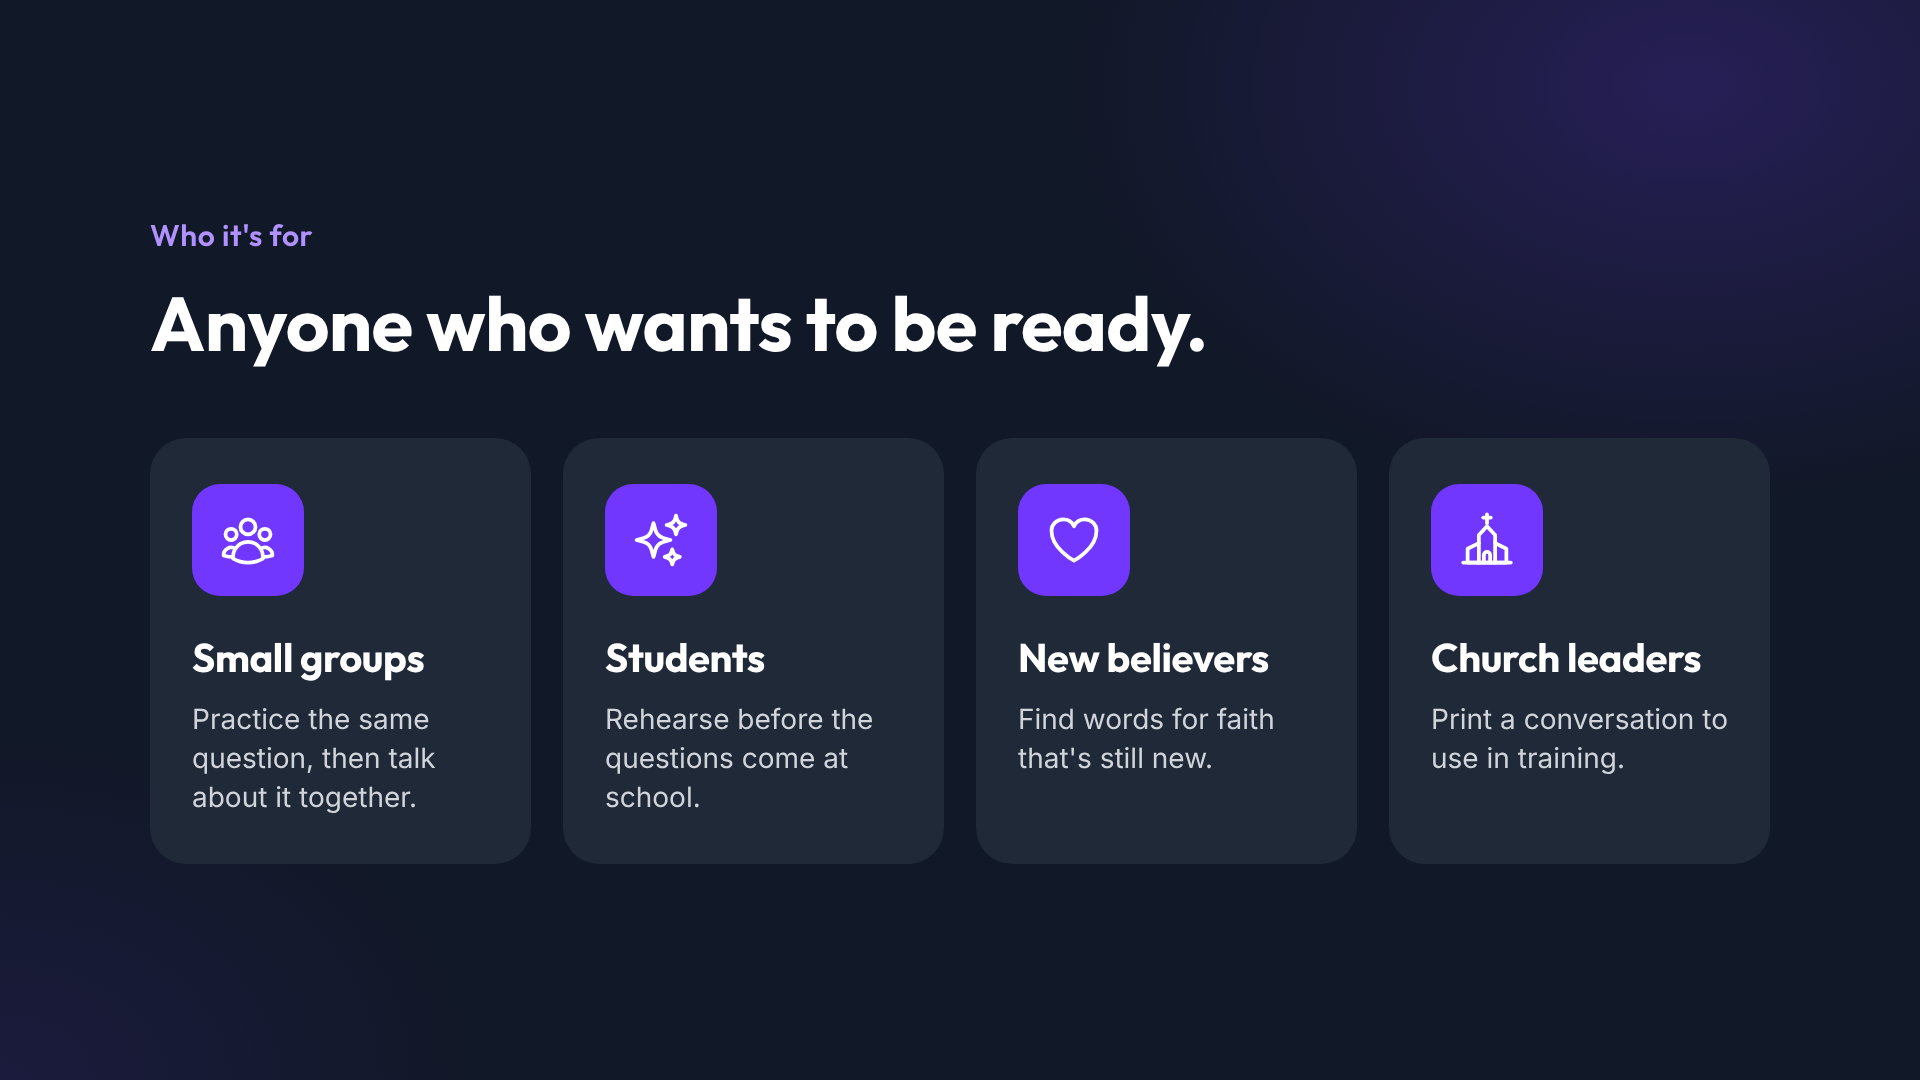 Who it's for
Anyone who wants to be ready.
Small groups
Practice the same
question, then talk
about it together.
Students
Rehearse before the
questions come at
school.
New believers
Find words for faith
that's still new.
Church leaders
Print a conversation to
use in training.